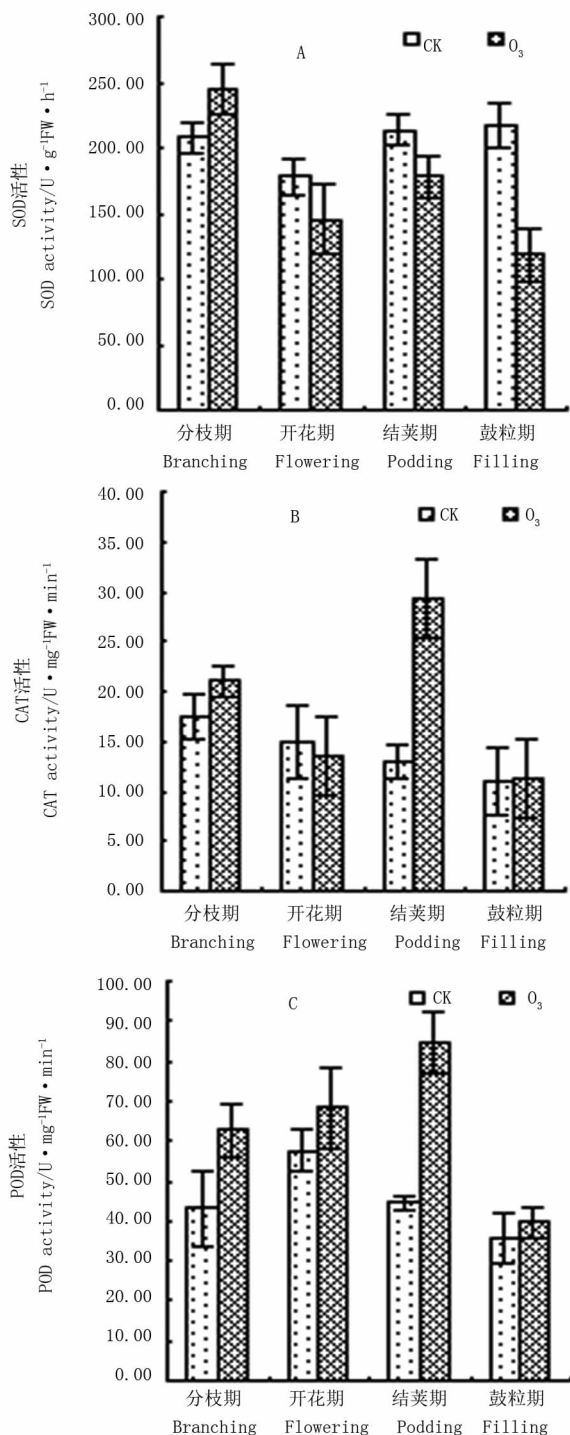 SOD活性
SOD activity/U·g⁻¹FW·h⁻¹
300.00
250.00
200.00
150.00
100.00
50.00
0.00
A
CK
O₃
分枝期 开花期 结荚期 鼓粒期
Branching Flowering Podding Filling
CAT活性
CAT activity/U·mg⁻¹FW·min⁻¹
40.00
35.00
30.00
25.00
20.00
15.00
10.00
5.00
0.00
B
CK
O₃
分枝期 开花期 结荚期 鼓粒期
Branching Flowering Podding Filling
POD活性
POD activity/U·mg⁻¹FW·min⁻¹
100.00
90.00
80.00
70.00
60.00
50.00
40.00
30.00
20.00
10.00
0.00
C
CK
O₃
分枝期 开花期 结荚期 鼓粒期
Branching Flowering Podding Filling